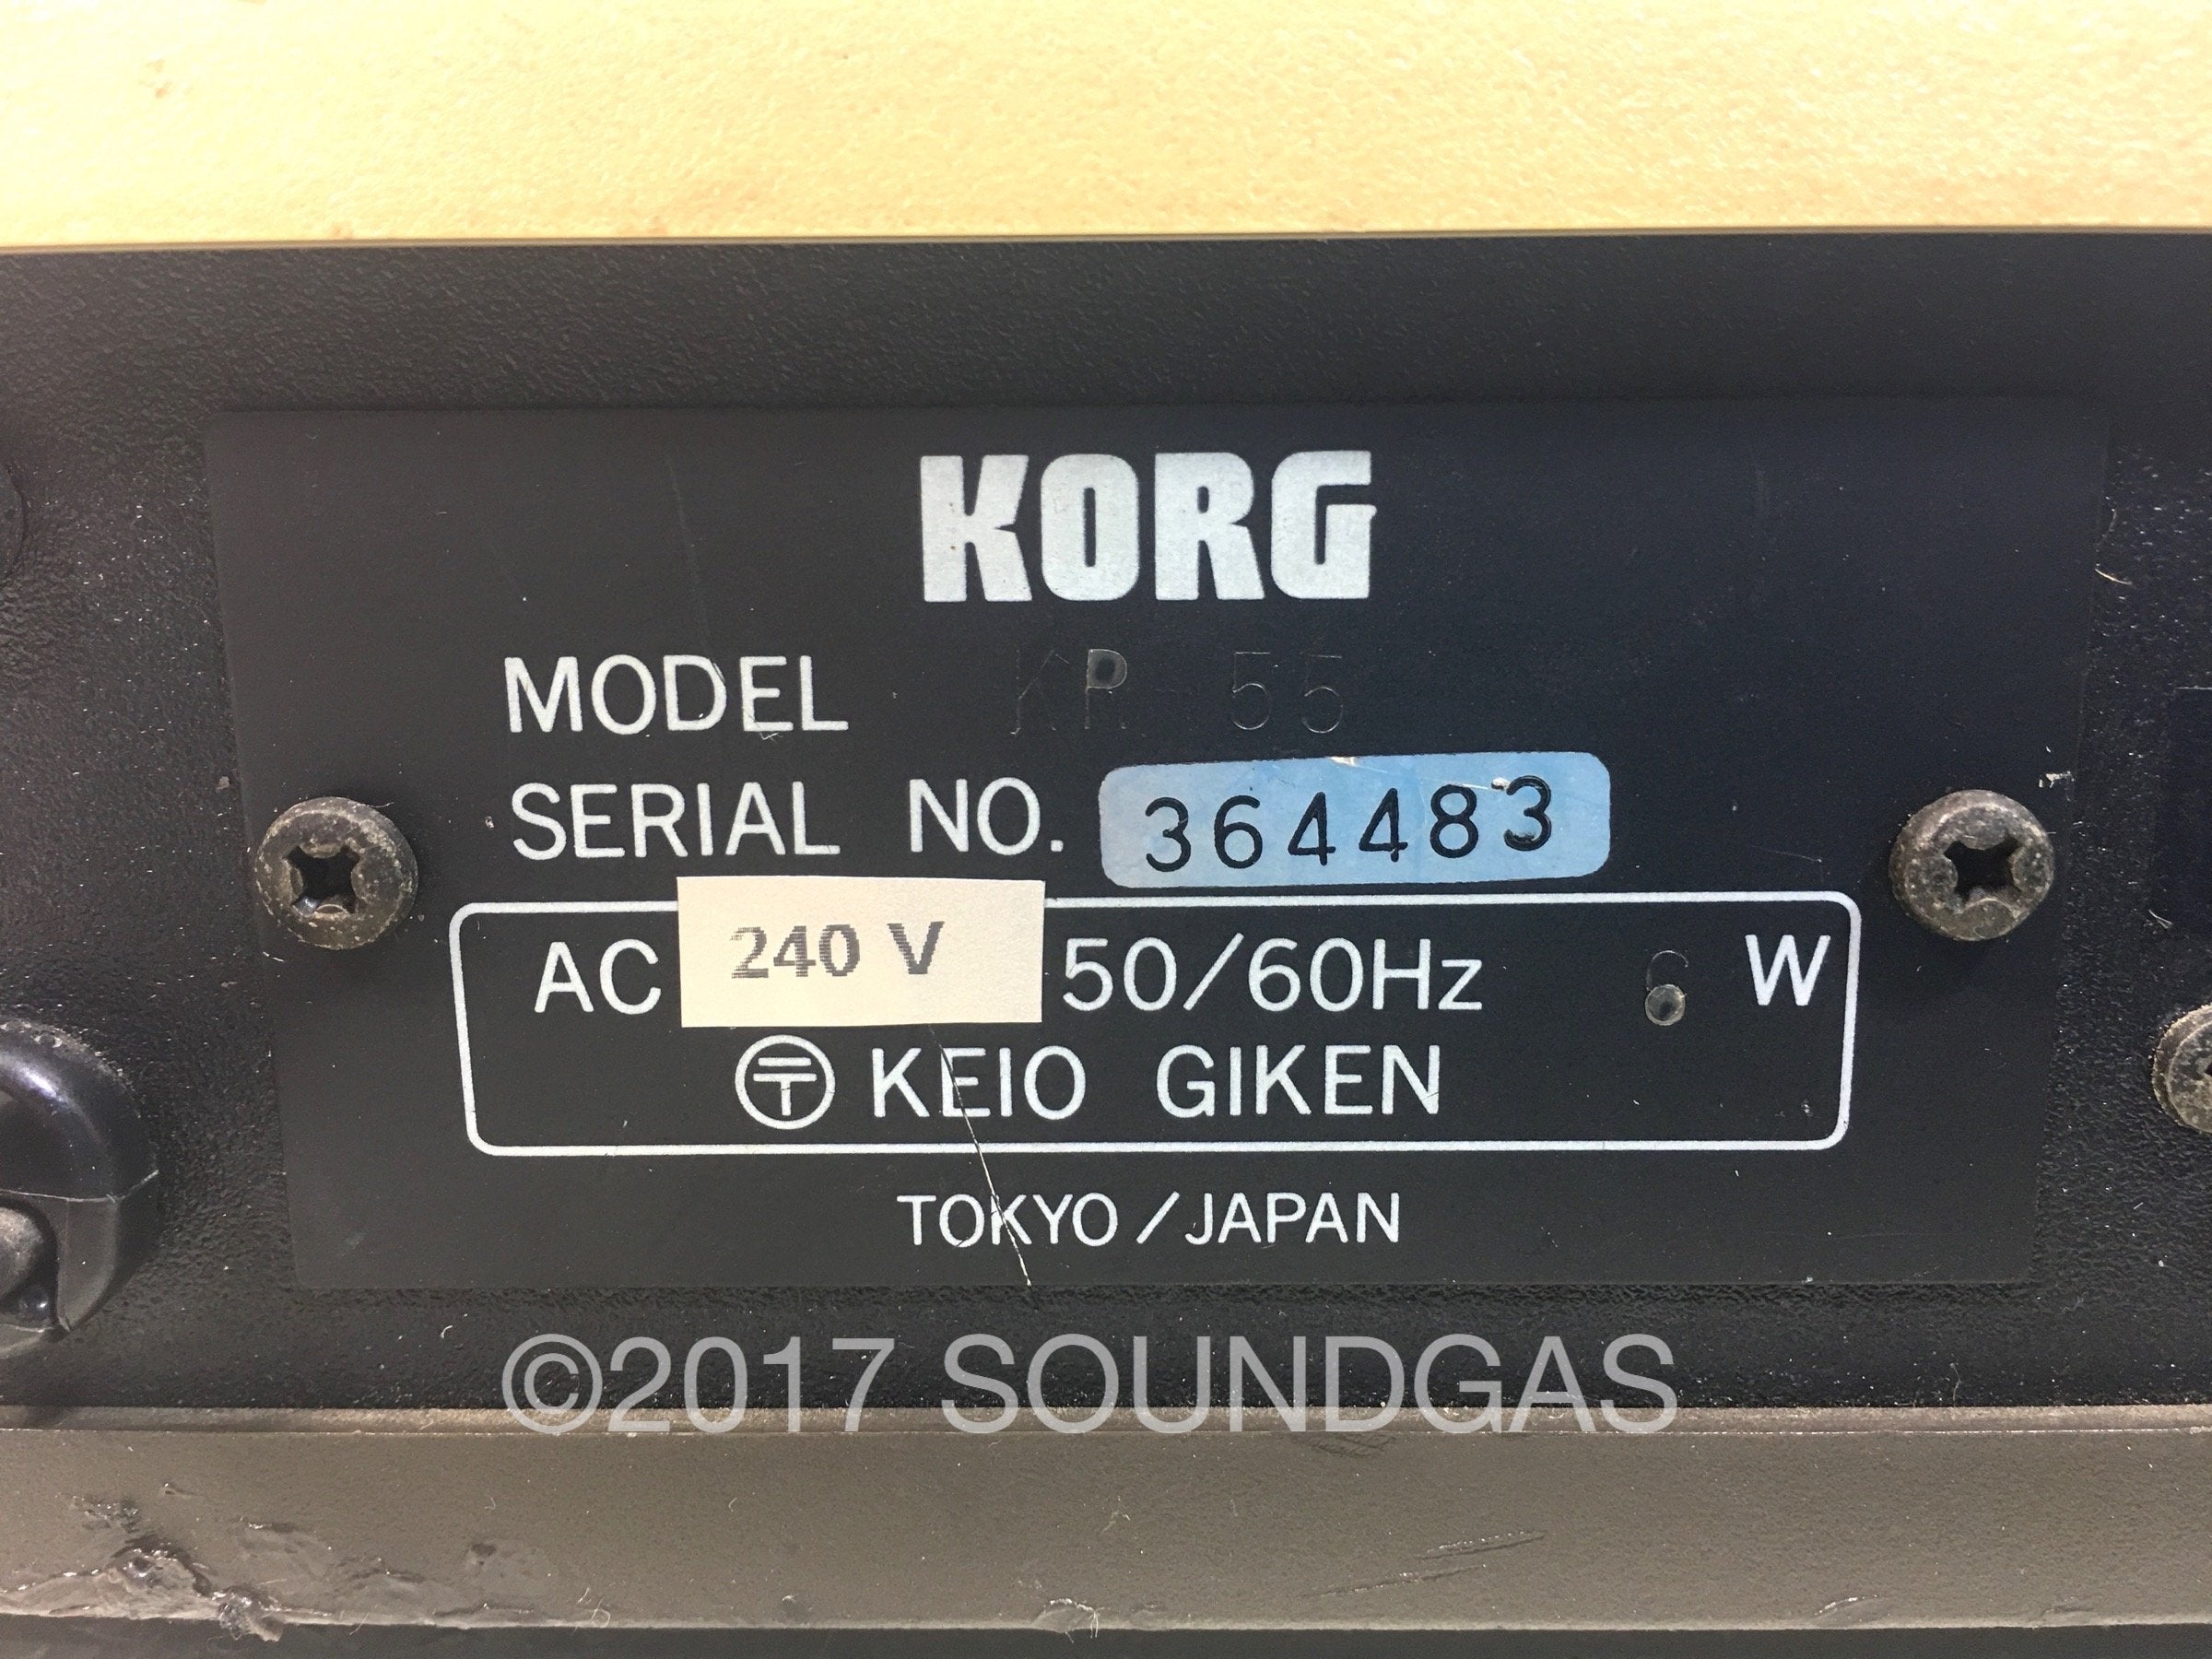 KORG
MODEL KR-55
SERIAL NO. 364483
AC 240 V 50/60Hz 6 W
〶 KEIO GIKEN
TOKYO/JAPAN
©2017 SOUNDGAS